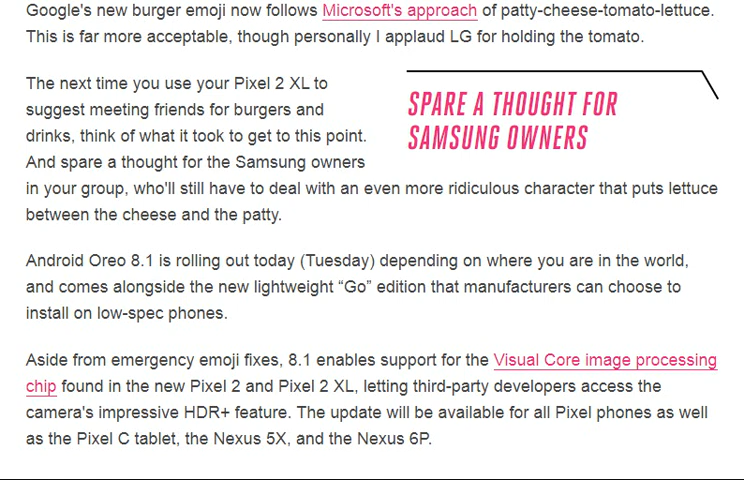 Google's new burger emoji now follows Microsoft's approach of patty-cheese-tomato-lettuce.
This is far more acceptable, though personally I applaud LG for holding the tomato.
The next time you use your Pixel 2 XL to
suggest meeting friends for burgers and
drinks, think of what it took to get to this point.
And spare a thought for the Samsung owners
in your group, who'll still have to deal with an even more ridiculous character that puts lettuce
between the cheese and the patty.
SPARE A THOUGHT FOR
SAMSUNG OWNERS
Android Oreo 8.1 is rolling out today (Tuesday) depending on where you are in the world,
and comes alongside the new lightweight “Go” edition that manufacturers can choose to
install on low-spec phones.
Aside from emergency emoji fixes, 8.1 enables support for the Visual Core image processing
chip found in the new Pixel 2 and Pixel 2 XL, letting third-party developers access the
camera's impressive HDR+ feature. The update will be available for all Pixel phones as well
as the Pixel C tablet, the Nexus 5X, and the Nexus 6P.